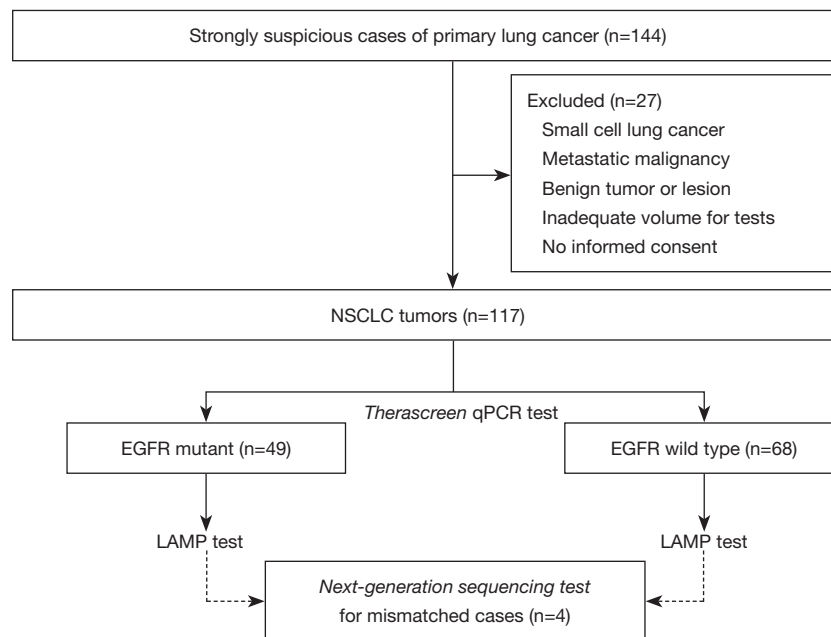 Strongly suspicious cases of primary lung cancer (n=144)
Excluded (n=27)
Small cell lung cancer
Metastatic malignancy
Benign tumor or lesion
Inadequate volume for tests
No informed consent
NSCLC tumors (n=117)
Therascreen qPCR test
EGFR mutant (n=49)
EGFR wild type (n=68)
LAMP test
LAMP test
Next-generation sequencing test
for mismatched cases (n=4)